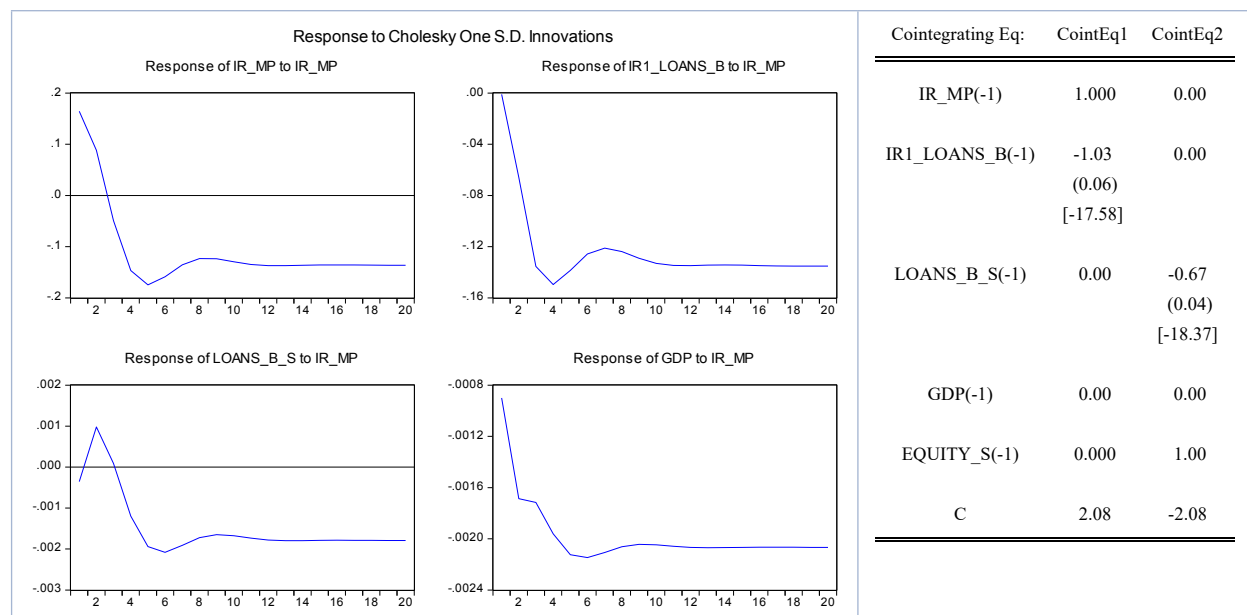 Response to Cholesky One S.D. Innovations
Response of IR_MP to IR_MP
.2
.1
.0
-.1
-.2
2 4 6 8 10 12 14 16 18 20
Response of IR1_LOANS_B to IR_MP
.00
-.04
-.08
-.12
-.16
2 4 6 8 10 12 14 16 18 20
Response of LOANS_B_S to IR_MP
.002
.001
.000
-.001
-.002
-.003
2 4 6 8 10 12 14 16 18 20
Response of GDP to IR_MP
-.0008
-.0012
-.0016
-.0020
-.0024
2 4 6 8 10 12 14 16 18 20
Cointegrating Eq: CointEq1 CointEq2
IR_MP(-1) 1.000 0.00
IR1_LOANS_B(-1) -1.03 0.00
(0.06)
[-17.58]
LOANS_B_S(-1) 0.00 -0.67
(0.04)
[-18.37]
GDP(-1) 0.00 0.00
EQUITY_S(-1) 0.000 1.00
C 2.08 -2.08